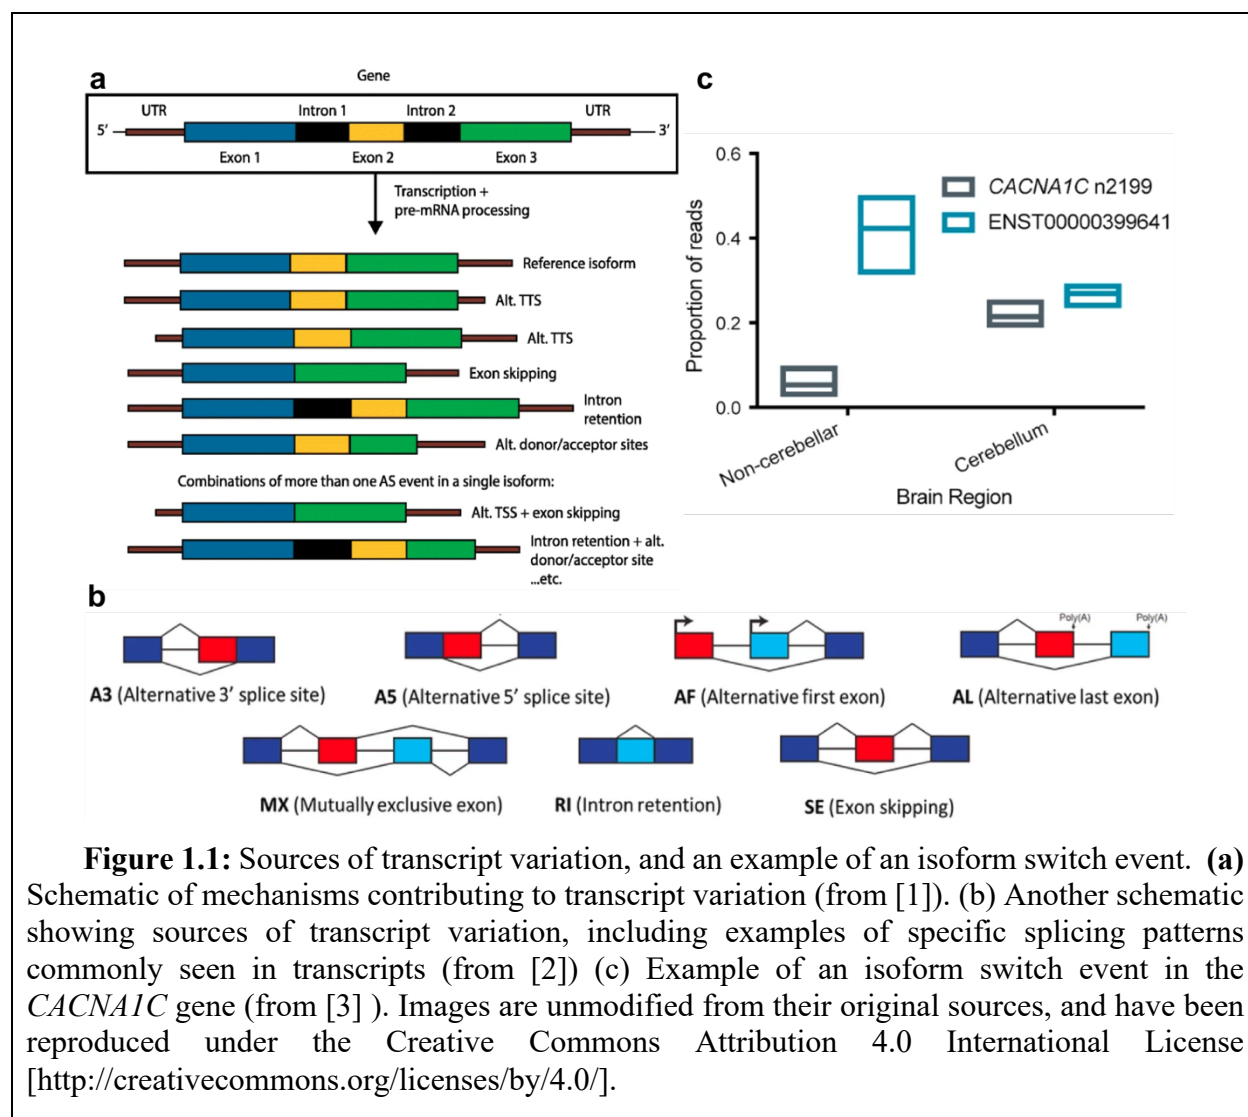 a
Gene
UTR
Intron 1
Intron 2
UTR
5′
3′
Exon 1
Exon 2
Exon 3
Transcription +
pre-mRNA processing
Reference isoform
Alt. TTS
Alt. TTS
Exon skipping
Intron
retention
Alt. donor/acceptor sites
Combinations of more than one AS event in a single isoform:
Alt. TSS + exon skipping
Intron retention + alt.
donor/acceptor site
...etc.
c
0.6
0.4
0.2
0.0
Proportion of reads
CACNA1C n2199
ENST00000399641
Non-cerebellar
Cerebellum
Brain Region
b
Poly(A)
Poly(A)
A3 (Alternative 3′ splice site)
A5 (Alternative 5′ splice site)
AF (Alternative first exon)
AL (Alternative last exon)
MX (Mutually exclusive exon)
RI (Intron retention)
SE (Exon skipping)
Figure 1.1: Sources of transcript variation, and an example of an isoform switch event. (a)
Schematic of mechanisms contributing to transcript variation (from [1]). (b) Another schematic
showing sources of transcript variation, including examples of specific splicing patterns
commonly seen in transcripts (from [2]) (c) Example of an isoform switch event in the
CACNA1C gene (from [3] ). Images are unmodified from their original sources, and have been
reproduced under the Creative Commons Attribution 4.0 International License
[http://creativecommons.org/licenses/by/4.0/].